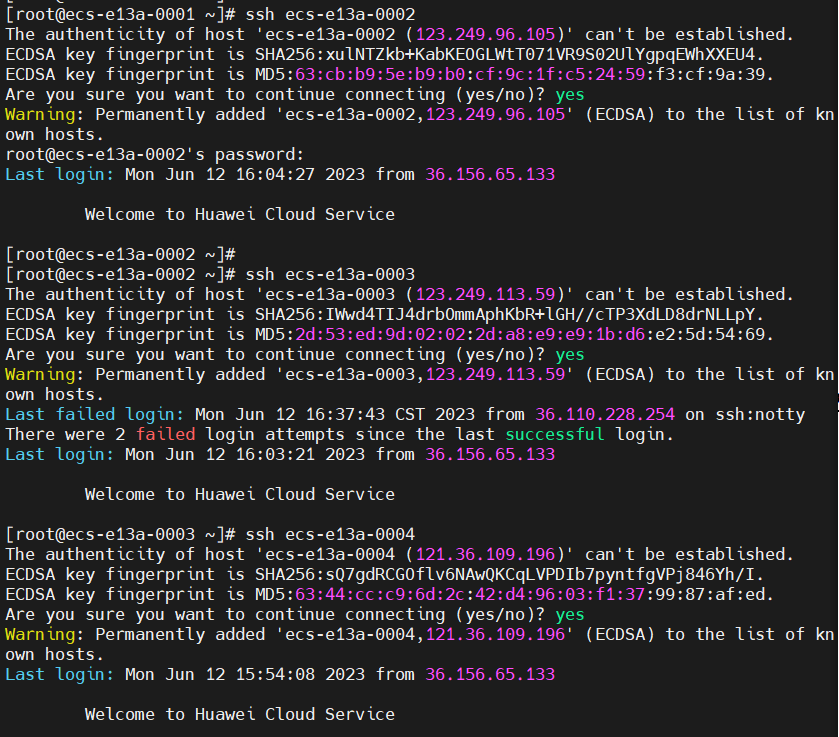 [root@ecs-e13a-0001 ~]# ssh ecs-e13a-0002
The authenticity of host 'ecs-e13a-0002 (123.249.96.105)' can't be established.
ECDSA key fingerprint is SHA256:xulNTZkb+KabKEOGLWtT071VR9S02UlYgpqEWhXXEU4.
ECDSA key fingerprint is MD5:63:cb:b9:5e:b9:b0:cf:9c:1f:c5:24:59:f3:cf:9a:39.
Are you sure you want to continue connecting (yes/no)? yes
Warning: Permanently added 'ecs-e13a-0002,123.249.96.105' (ECDSA) to the list of kn
own hosts.
root@ecs-e13a-0002's password:
Last login: Mon Jun 12 16:04:27 2023 from 36.156.65.133
Welcome to Huawei Cloud Service
[root@ecs-e13a-0002 ~]#
[root@ecs-e13a-0002 ~]# ssh ecs-e13a-0003
The authenticity of host 'ecs-e13a-0003 (123.249.113.59)' can't be established.
ECDSA key fingerprint is SHA256:IWwd4TIJ4drbOmmAphKbR+lGH//cTP3XdLD8drNLLpY.
ECDSA key fingerprint is MD5:2d:53:ed:9d:02:02:2d:a8:e9:e9:1b:d6:e2:5d:54:69.
Are you sure you want to continue connecting (yes/no)? yes
Warning: Permanently added 'ecs-e13a-0003,123.249.113.59' (ECDSA) to the list of kn
own hosts.
Last failed login: Mon Jun 12 16:37:43 CST 2023 from 36.110.228.254 on ssh:notty
There were 2 failed login attempts since the last successful login.
Last login: Mon Jun 12 16:03:21 2023 from 36.156.65.133
Welcome to Huawei Cloud Service
[root@ecs-e13a-0003 ~]# ssh ecs-e13a-0004
The authenticity of host 'ecs-e13a-0004 (121.36.109.196)' can't be established.
ECDSA key fingerprint is SHA256:sQ7gdRCGOflv6NAwQKCqLVPDIb7pyntfgVPj846Yh/I.
ECDSA key fingerprint is MD5:63:44:cc:c9:6d:2c:42:d4:96:03:f1:37:99:87:af:ed.
Are you sure you want to continue connecting (yes/no)? yes
Warning: Permanently added 'ecs-e13a-0004,121.36.109.196' (ECDSA) to the list of kn
own hosts.
Last login: Mon Jun 12 15:54:08 2023 from 36.156.65.133
Welcome to Huawei Cloud Service